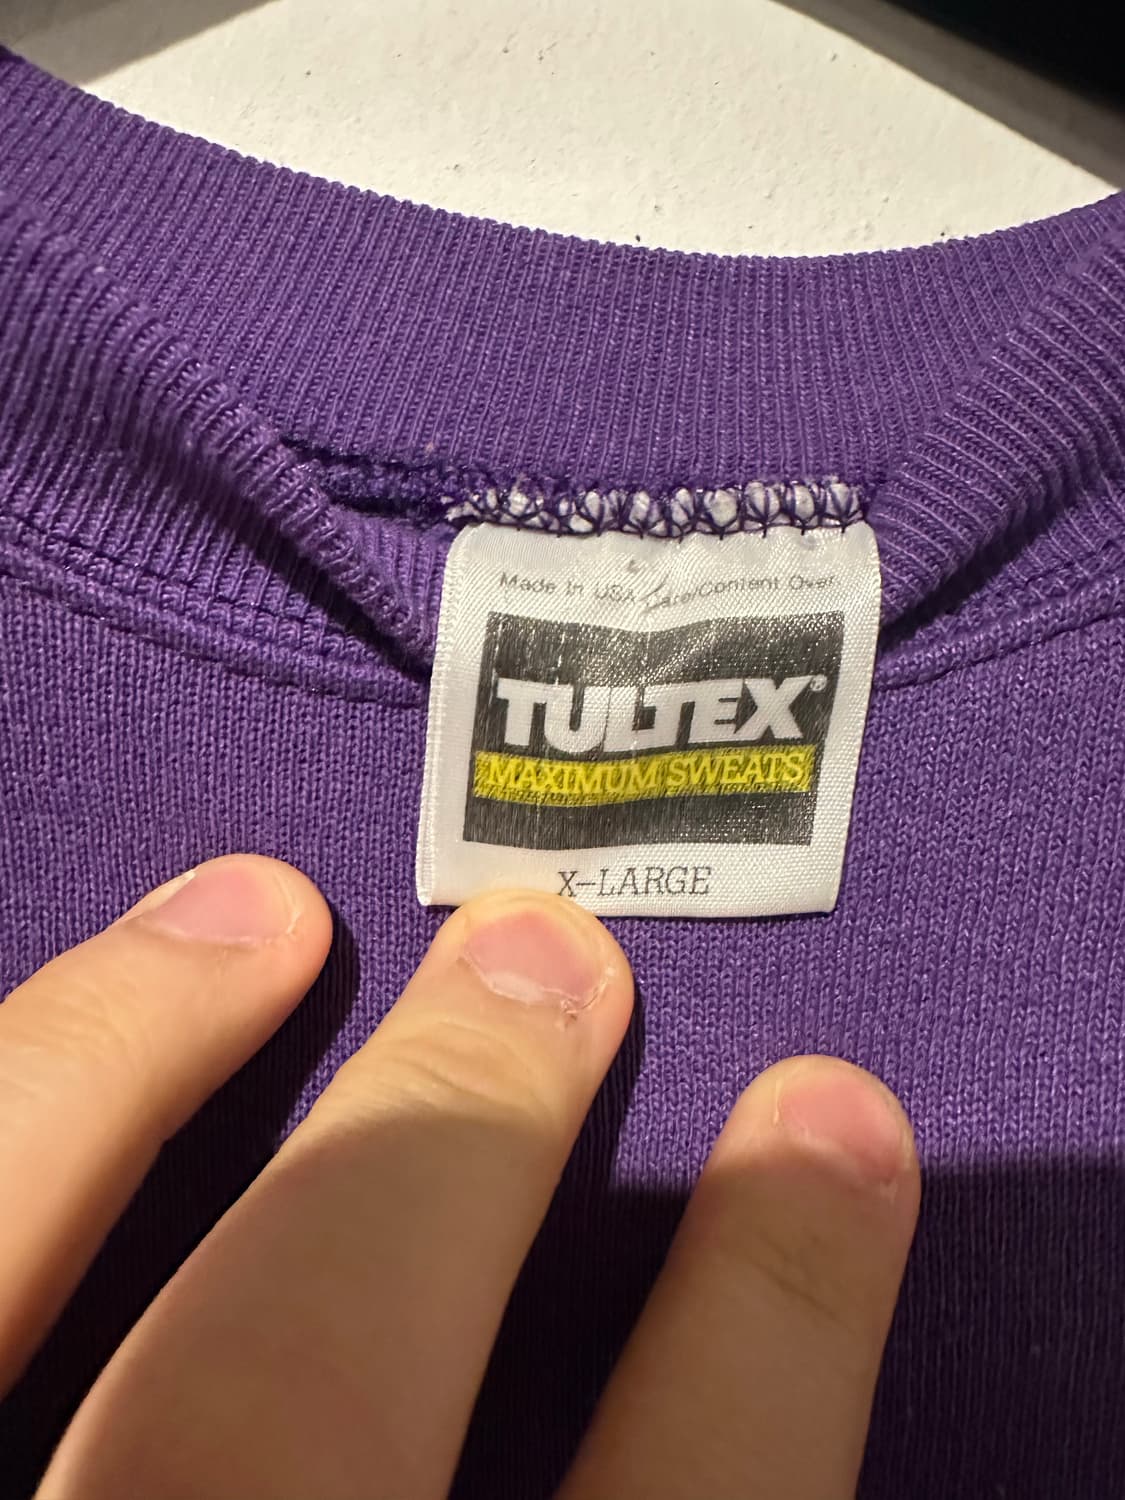 Made In USA Care/Content Over
TULTEX®
MAXIMUM SWEATS
X-LARGE